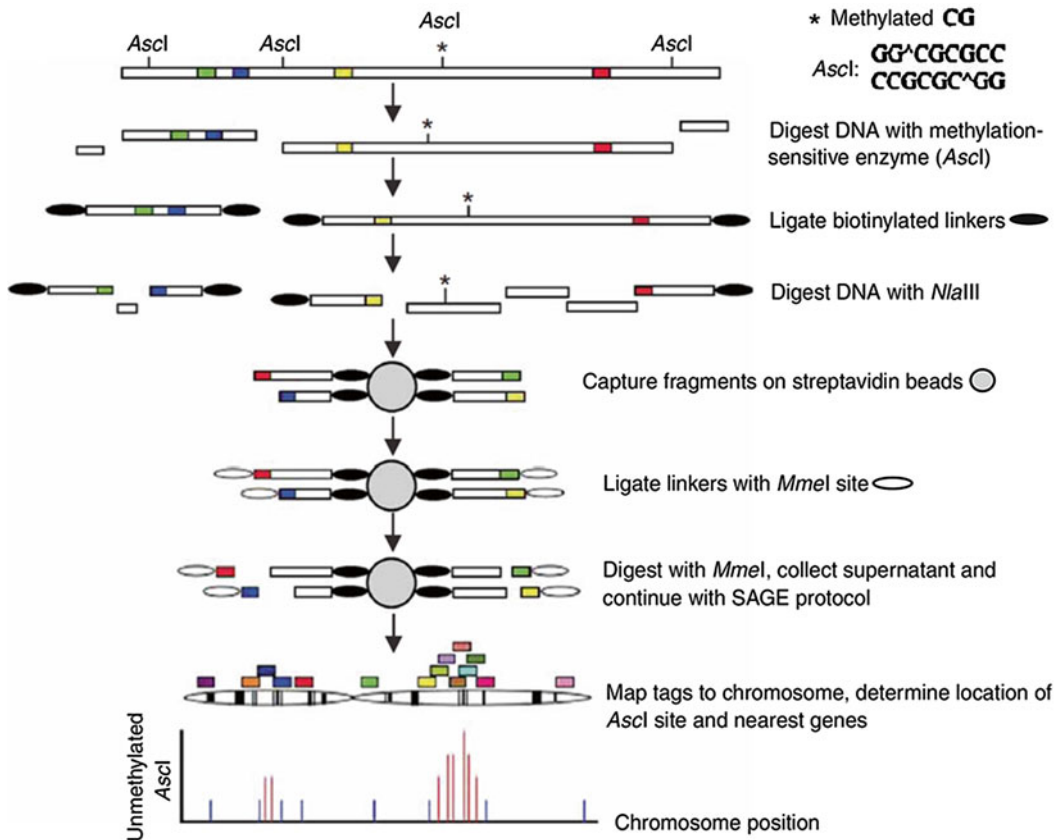 AscI
AscI
AscI
*
AscI
* Methylated CG
AscI: GG^CGCGCC
CCGCGC^GG
Digest DNA with methylation-
sensitive enzyme (AscI)
*
Ligate biotinylated linkers
*
Digest DNA with NlaIII
*
Capture fragments on streptavidin beads
Ligate linkers with MmeI site
Digest with MmeI, collect supernatant and
continue with SAGE protocol
Map tags to chromosome, determine location of
AscI site and nearest genes
Unmethylated
AscI
Chromosome position